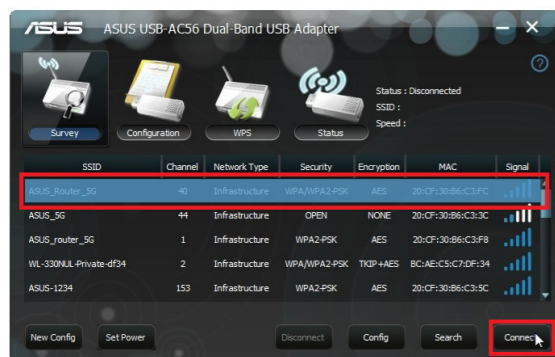 ASUS ASUS USB-AC56 Dual-Band USB Adapter
Status : Disconnected
SSID :
Speed :
Survey Configuration WPS Status
SSID Channel Network Type Security Encryption MAC Signal
ASUS_Router_5G 40 Infrastructure WPA/WPA2-PSK AES 20:CF:30:B6:C3:FC
ASUS_5G 44 Infrastructure OPEN NONE 20:CF:30:B6:C3:3C
ASUS_router_5G 1 Infrastructure WPA2-PSK AES 20:CF:30:B6:C3:F8
WL-330NUL-Private-df34 2 Infrastructure WPA/WPA2-PSK TKIP+AES BC:AE:C5:C7:DF:34
ASUS-1234 153 Infrastructure WPA2-PSK AES 20:CF:30:B6:C3:5C
New Config Set Power Disconnect Config Search Connect